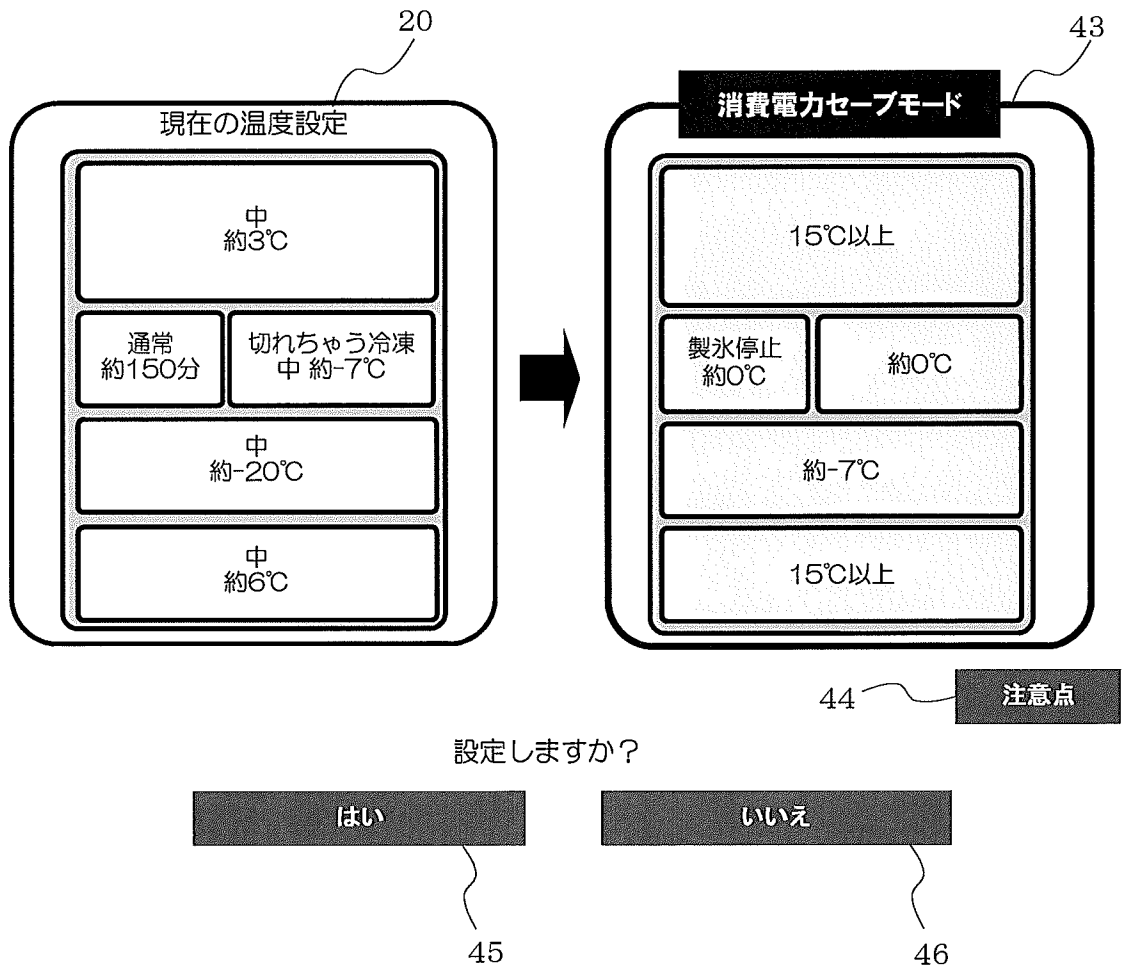 20
43
現在の温度設定
消費電力セーブモード
中
約3℃
通常
約150分
切れちゃう冷凍
中 約-7℃
中
約-20℃
中
約6℃
15℃以上
製氷停止
約0℃
約0℃
約-7℃
15℃以上
44
注意点
設定しますか？
はい
いいえ
45
46